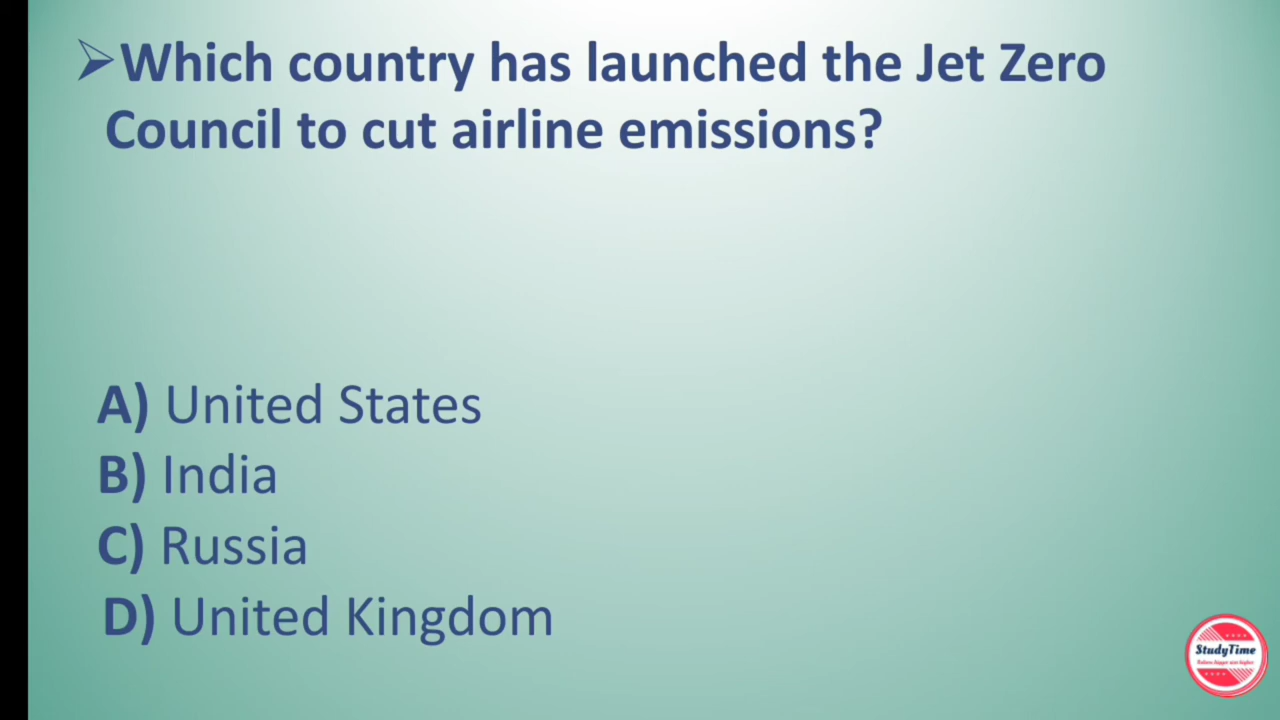 ➢Which country has launched the Jet Zero
Council to cut airline emissions?
A) United States
B) India
C) Russia
D) United Kingdom
StudyTime